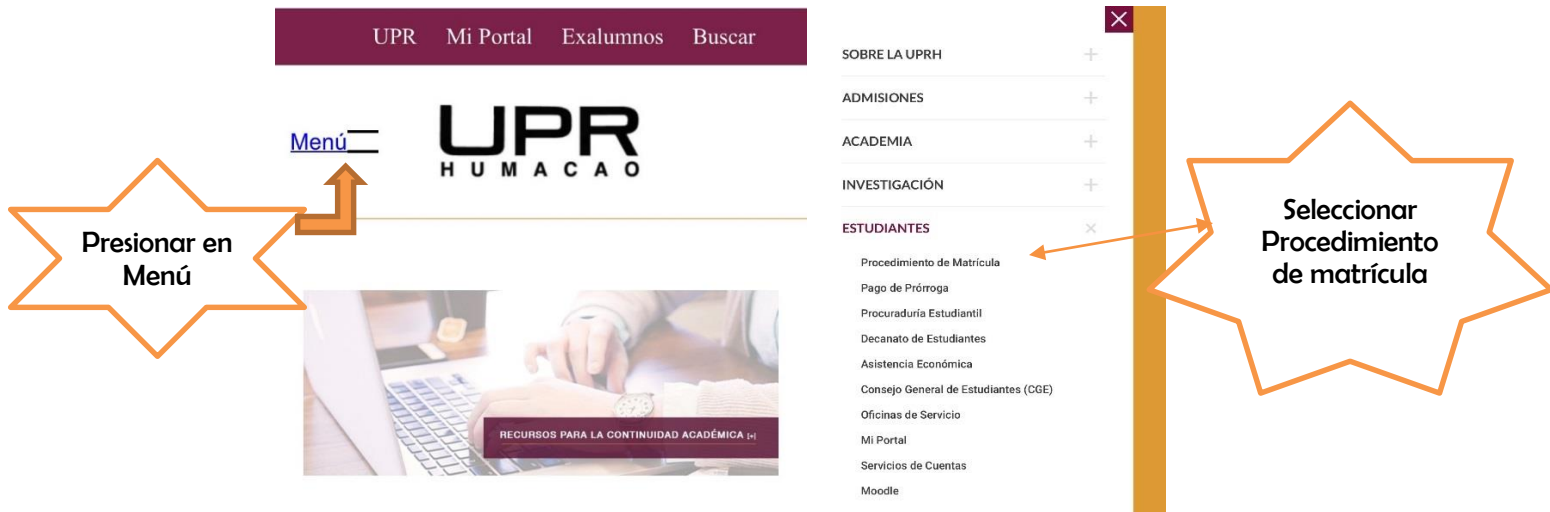 UPR Mi Portal Exalumnos Buscar
Menú
UPR
HUMACAO
Presionar en
Menú
RECURSOS PARA LA CONTINUIDAD ACADÉMICA [+]
SOBRE LA UPRH
ADMISIONES
ACADEMIA
INVESTIGACIÓN
ESTUDIANTES
Procedimiento de Matrícula
Pago de Prórroga
Procuraduría Estudiantil
Decanato de Estudiantes
Asistencia Económica
Consejo General de Estudiantes (CGE)
Oficinas de Servicio
Mi Portal
Servicios de Cuentas
Moodle
Seleccionar
Procedimiento
de matrícula